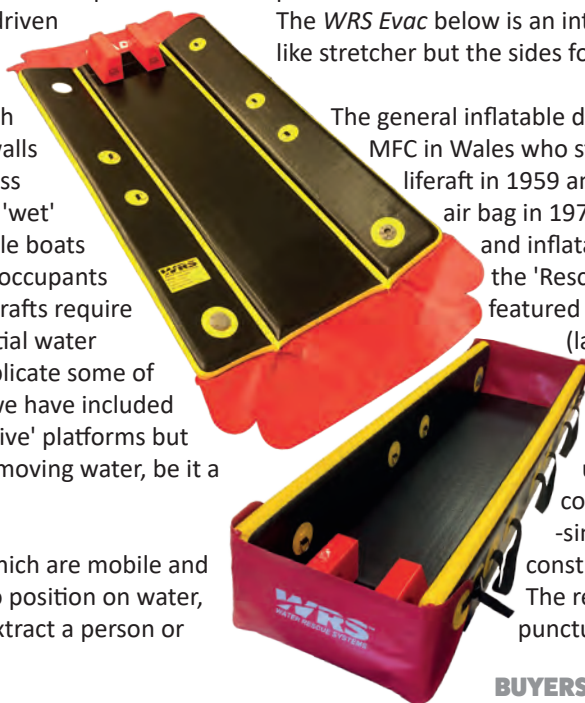 driven
h
walls
ss
'wet'
le boats
occupants
rafts require
tial water
plicate some of
ve have included
ive' platforms but
moving water, be it a
hich are mobile and
o position on water,
xtract a person or
The WRS Evac below is an int
like stretcher but the sides fo
The general inflatable d
MFC in Wales who st
liferaft in 1959 an
air bag in 197
and inflata
the 'Resc
featured
(la
u
co
-sin
const
The re
punctu
WRS
WRS
WATER RESCUE SYSTEMS
BUYERS